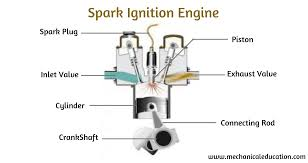 Spark Ignition Engine
Spark Plug
Piston
Inlet Valve
Exhaust Valve
Cylinder
Connecting Rod
CrankShaft
www.mechanicaleducation.com